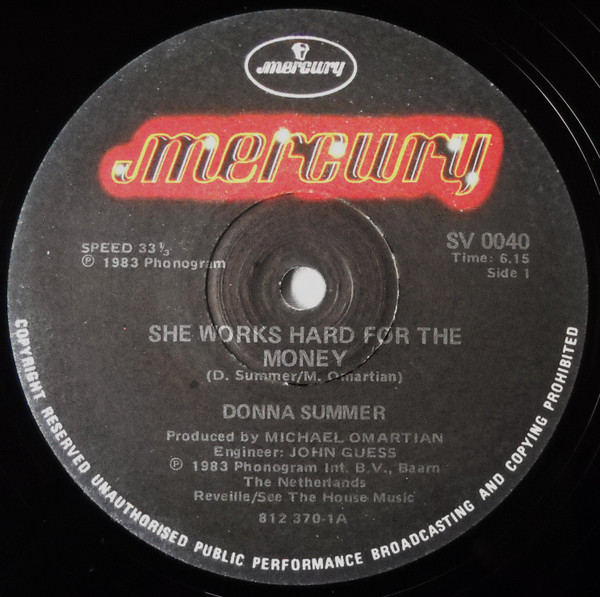 mercury
mercury
SPEED 33⅓
℗ 1983 Phonogram
SV 0040
Time: 6.15
Side 1
SHE WORKS HARD FOR THE
MONEY
(D. Summer/M. Omartian)
DONNA SUMMER
Produced by MICHAEL OMARTIAN
Engineer: JOHN GUESS
℗ 1983 Phonogram Int. B.V., Baarn
The Netherlands
Reveille/See The House Music
812 370-1A
COPYRIGHT RESERVED UNAUTHORISED PUBLIC PERFORMANCE BROADCASTING AND COPYING PROHIBITED